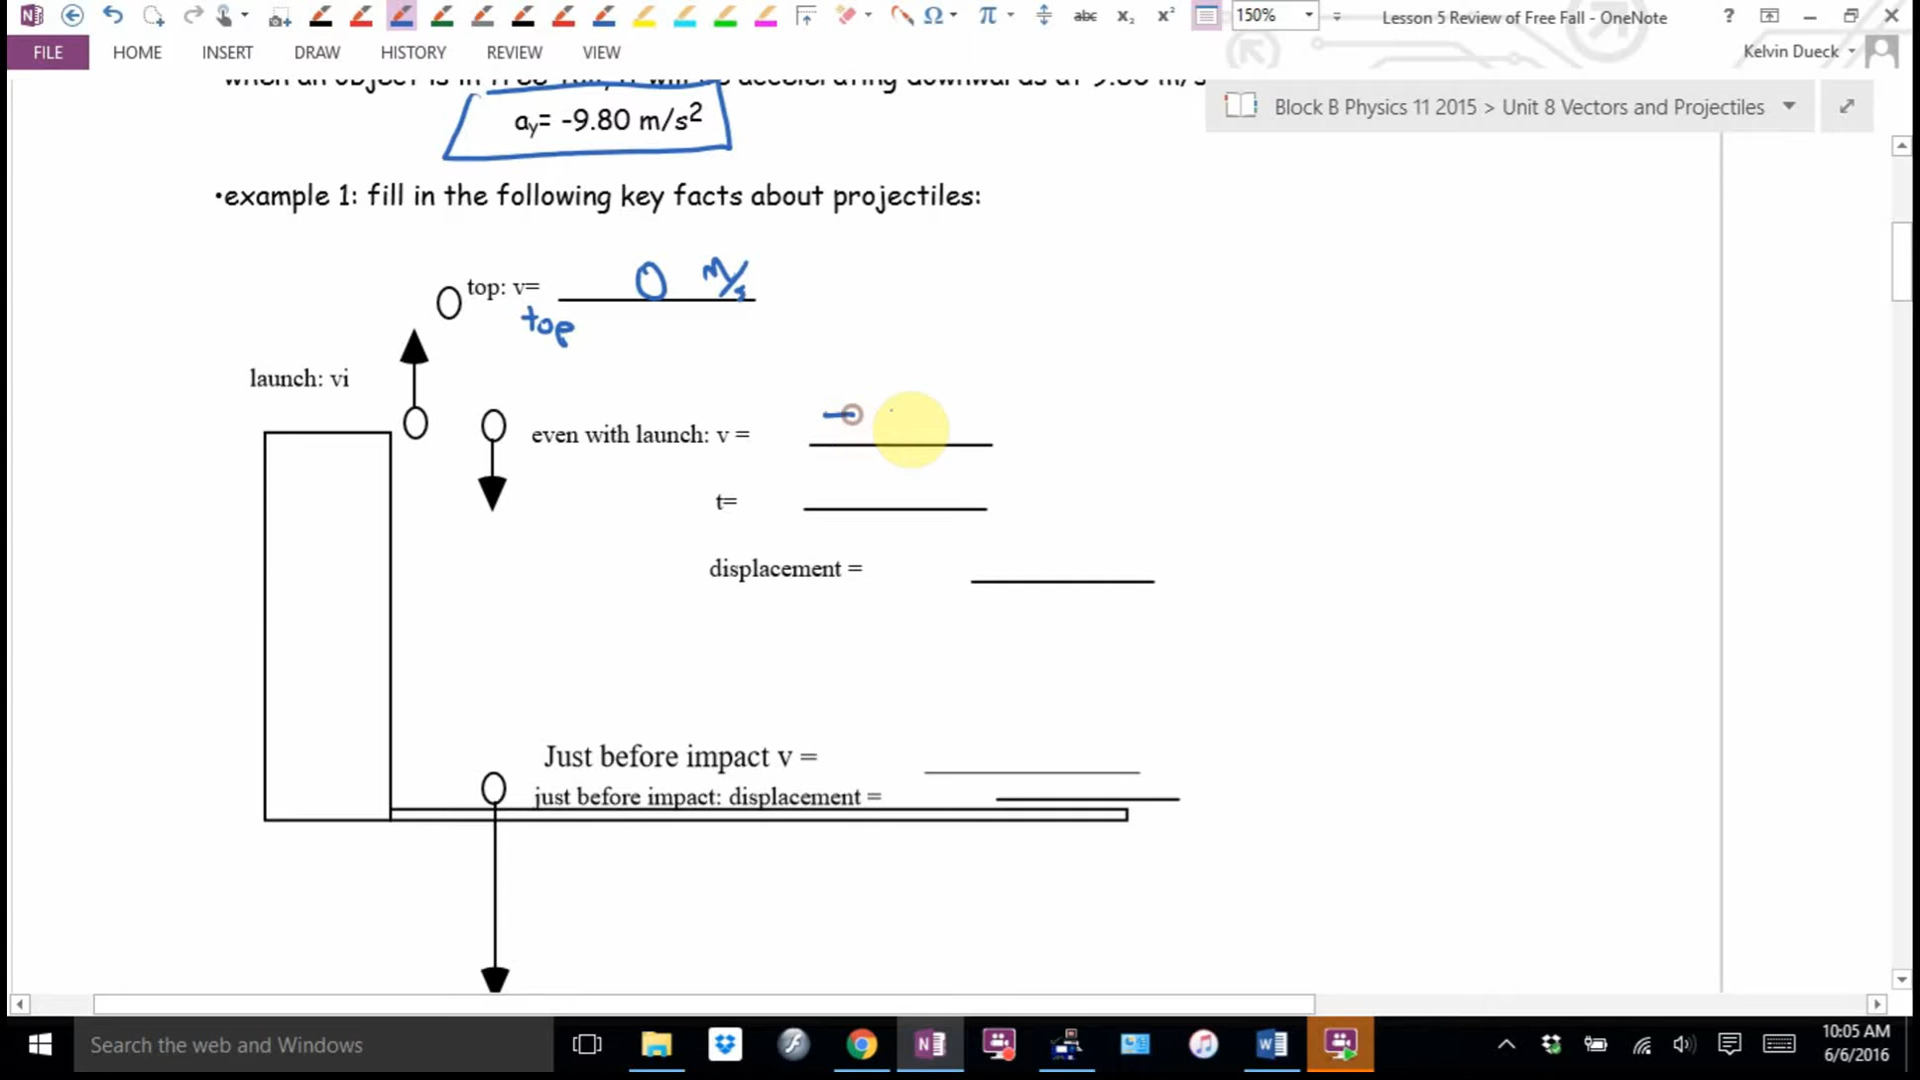 Lesson 5 Review of Free Fall - OneNote
150%
FILE HOME INSERT DRAW HISTORY REVIEW VIEW
Kelvin Dueck
Block B Physics 11 2015 > Unit 8 Vectors and Projectiles
ay= -9.80 m/s2
•example 1: fill in the following key facts about projectiles:
top: v= 0 m/s
top
launch: vi
even with launch: v = -
t=
displacement =
Just before impact v =
just before impact: displacement =
Search the web and Windows
10:05 AM
6/6/2016